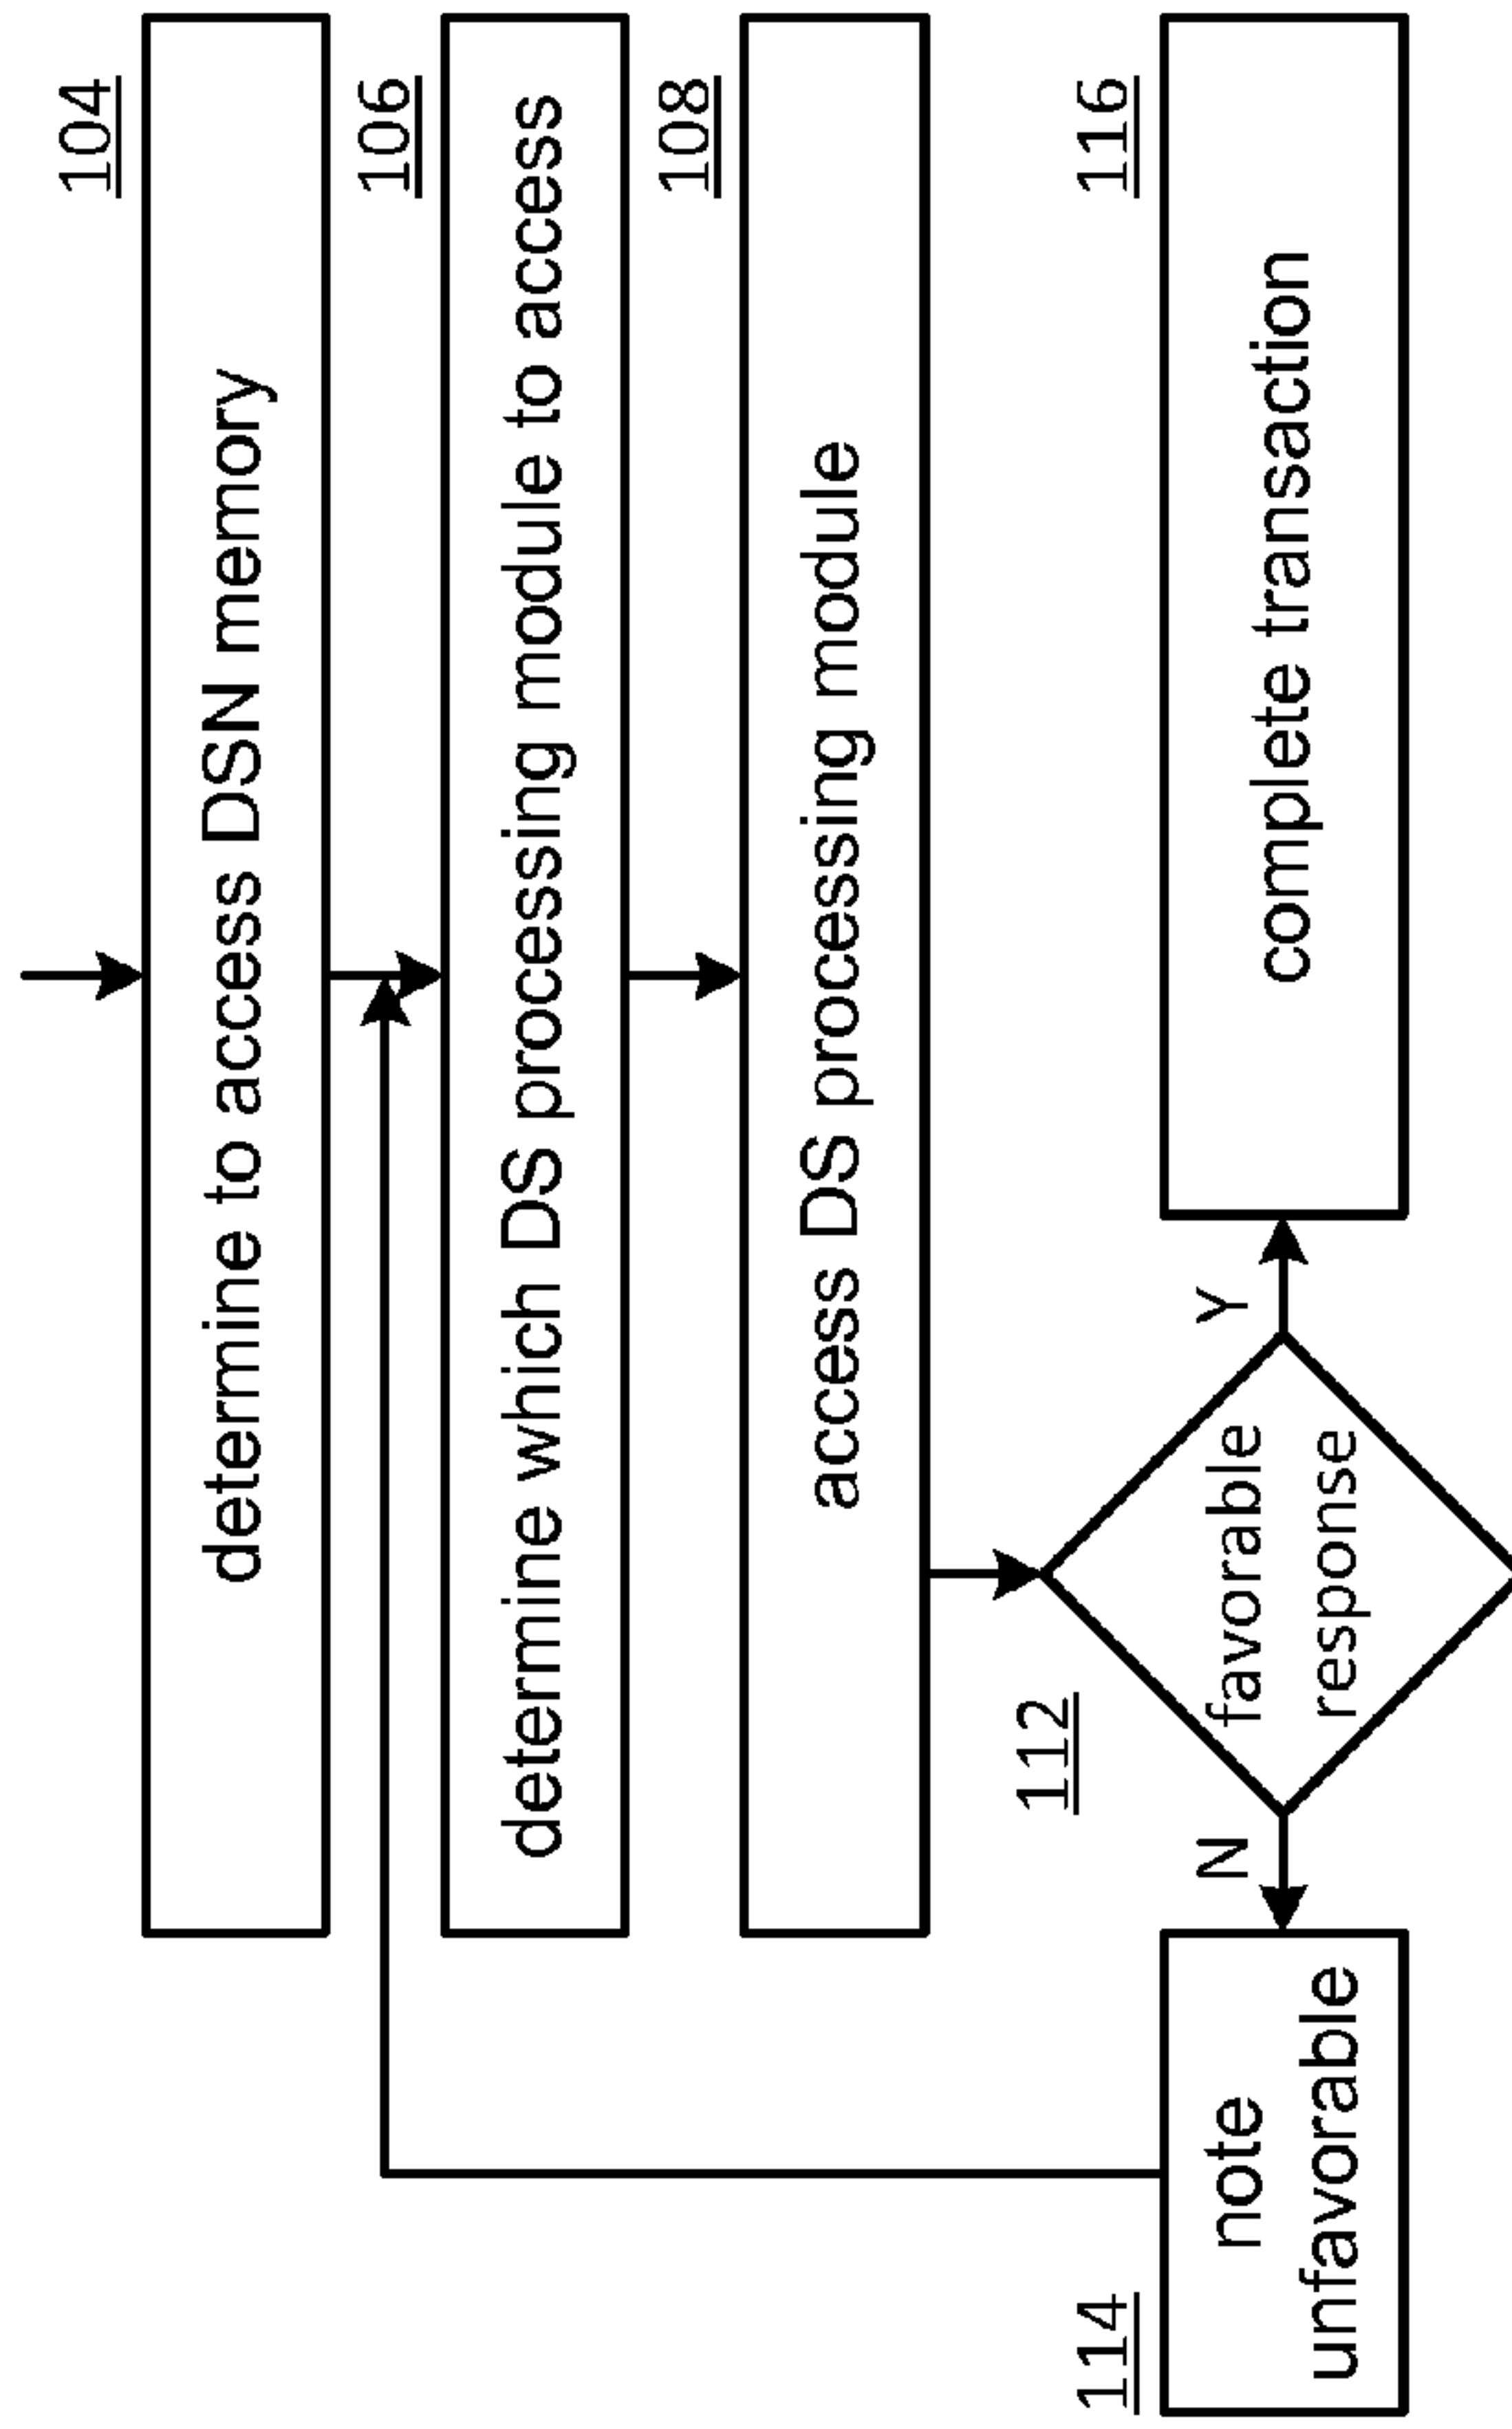 104
determine to access DSN memory
106
determine which DS processing module to access
108
access DS processing module
112
favorable
response
N
Y
114
note
unfavorable
116
complete transaction